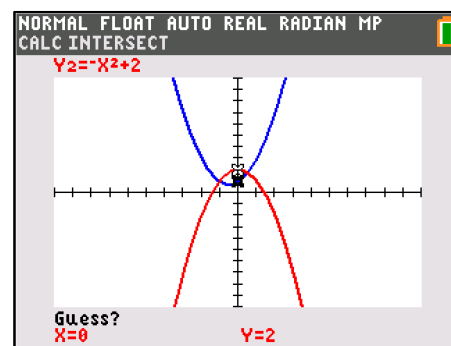 NORMAL FLOAT AUTO REAL RADIAN MP
CALC INTERSECT
Y₂=⁻X²+2
Guess?
X=0 Y=2